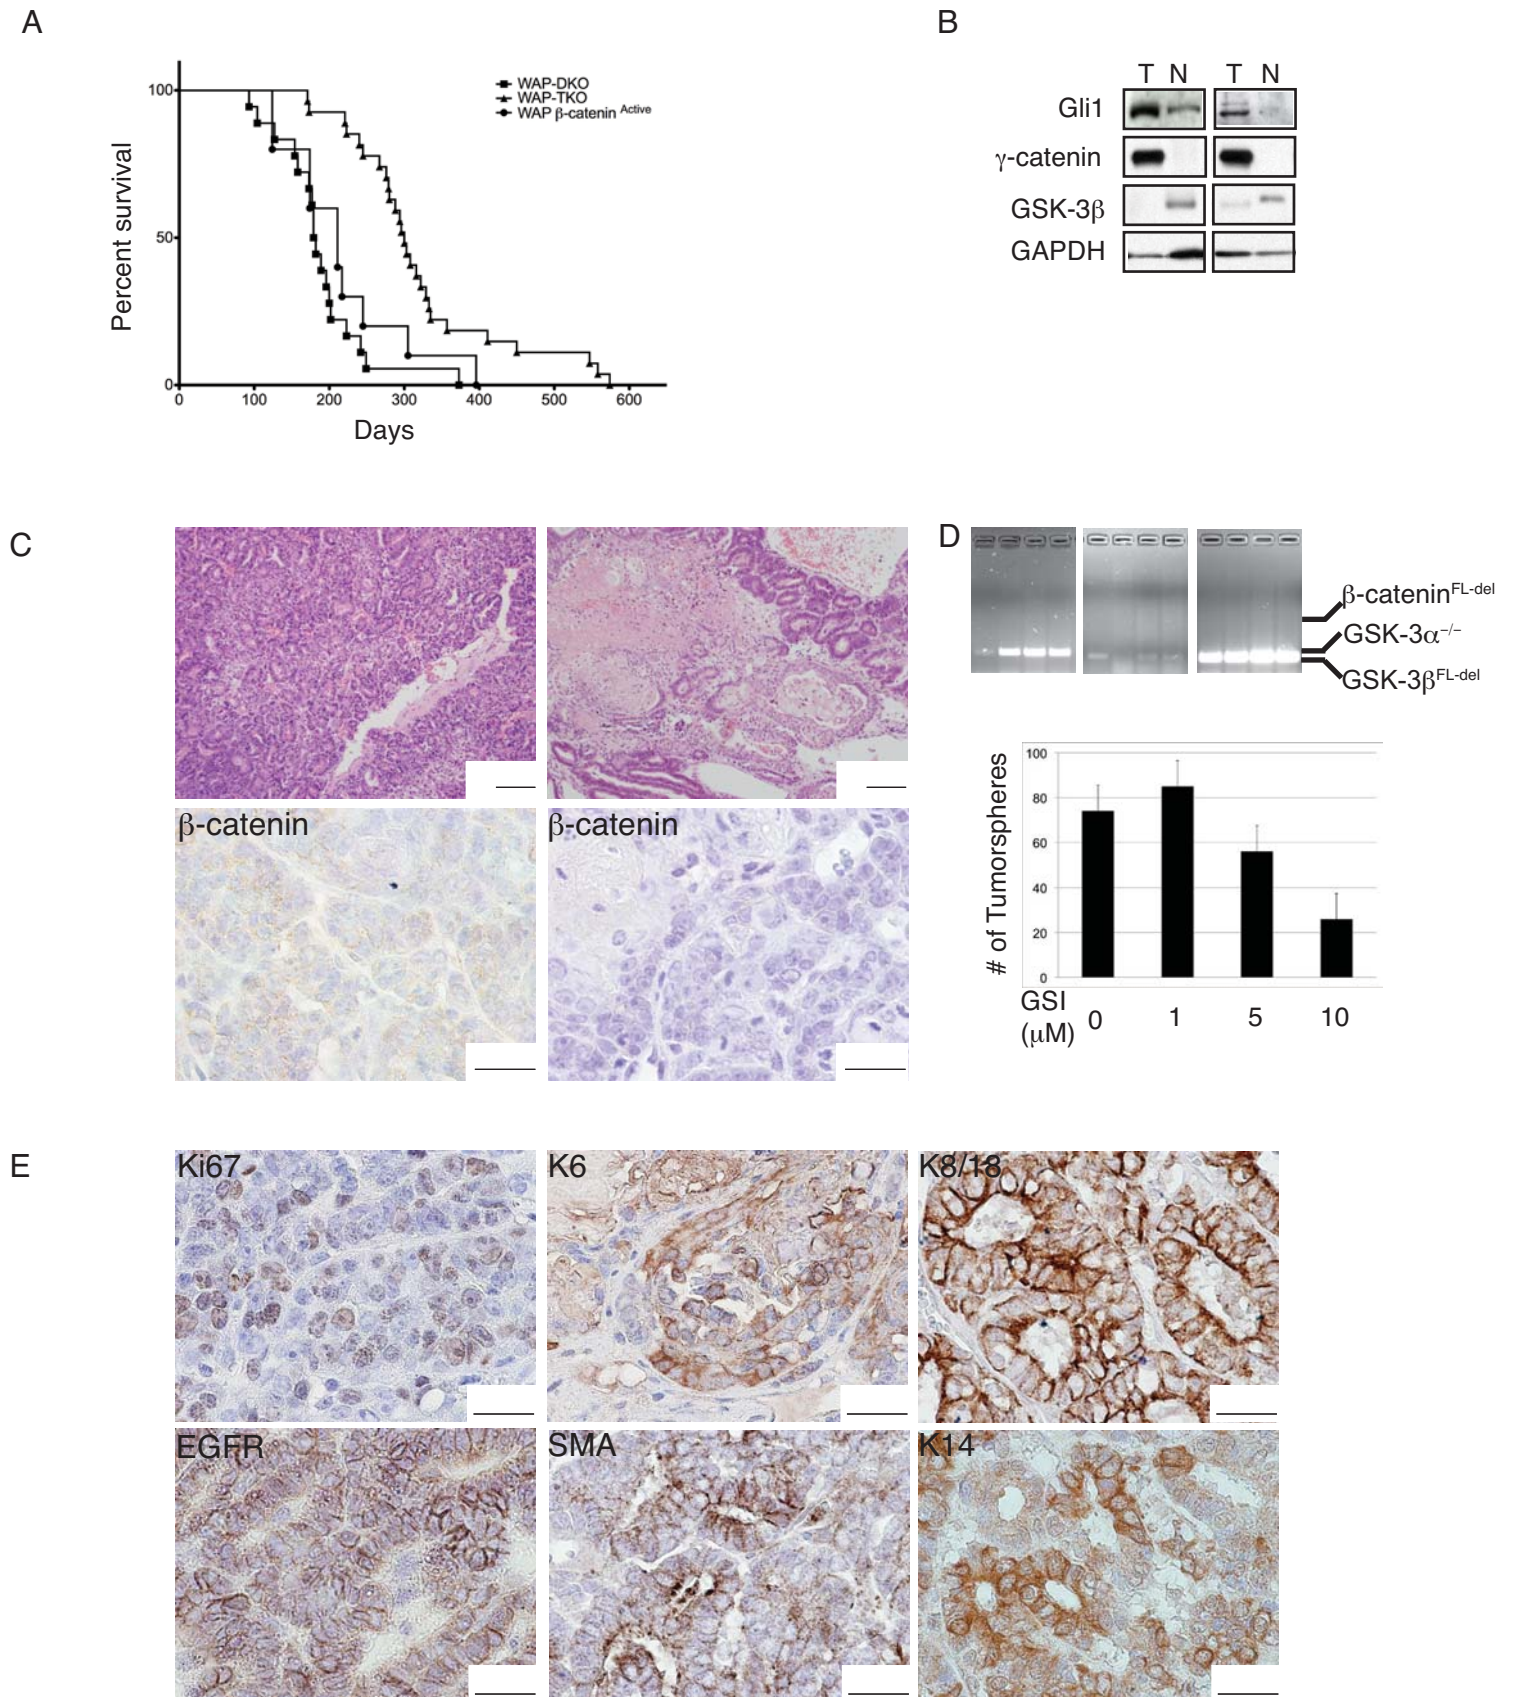 A
100
50
0
Percent survival
WAP-DKO
WAP-TKO
WAP β-catenin Active
0 100 200 300 400 500 600
Days
B
T N T N
Gli1
γ-catenin
GSK-3β
GAPDH
C
β-catenin
β-catenin
D
β-catenin FL-del
GSK-3α −/−
GSK-3β FL-del
# of Tumorspheres
100
80
60
40
20
0
GSI
(μM) 0 1 5 10
E
Ki67
K6
K8/18
EGFR
SMA
K14